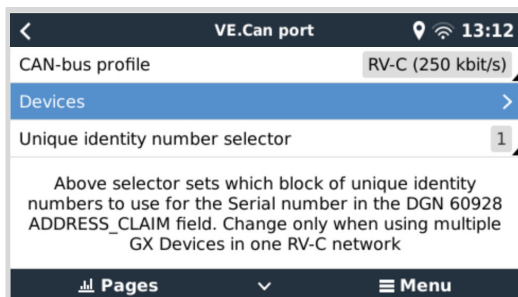 VE.Can port
13:12
CAN-bus profile
RV-C (250 kbit/s)
Devices
Unique identity number selector
1
Above selector sets which block of unique identity
numbers to use for the Serial number in the DGN 60928
ADDRESS_CLAIM field. Change only when using multiple
GX Devices in one RV-C network
Pages
Menu